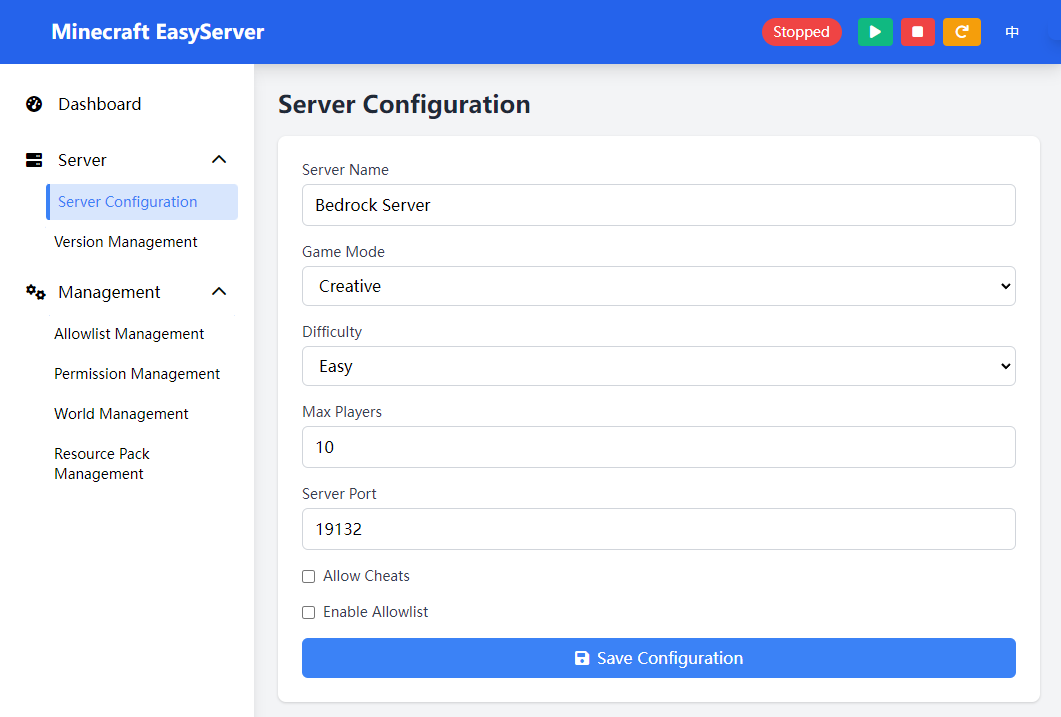 Minecraft EasyServer
Stopped
中
Dashboard
Server
Server Configuration
Version Management
Management
Allowlist Management
Permission Management
World Management
Resource Pack
Management
Server Configuration
Server Name
Bedrock Server
Game Mode
Creative
Difficulty
Easy
Max Players
10
Server Port
19132
Allow Cheats
Enable Allowlist
Save Configuration